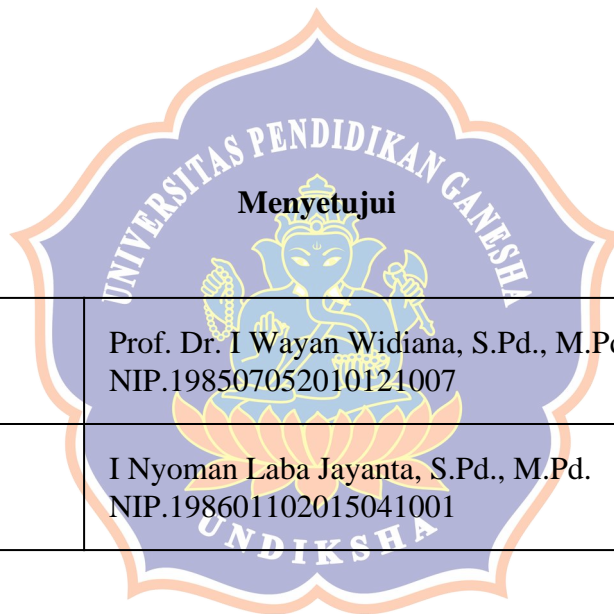 UNIVERSITAS PENDIDIKAN GANESHA
Menyetujui
Prof. Dr. I Wayan Widiana, S.Pd., M.Pd
NIP.198507052010121007
I Nyoman Laba Jayanta, S.Pd., M.Pd.
NIP.198601102015041001
UNDIKSHA